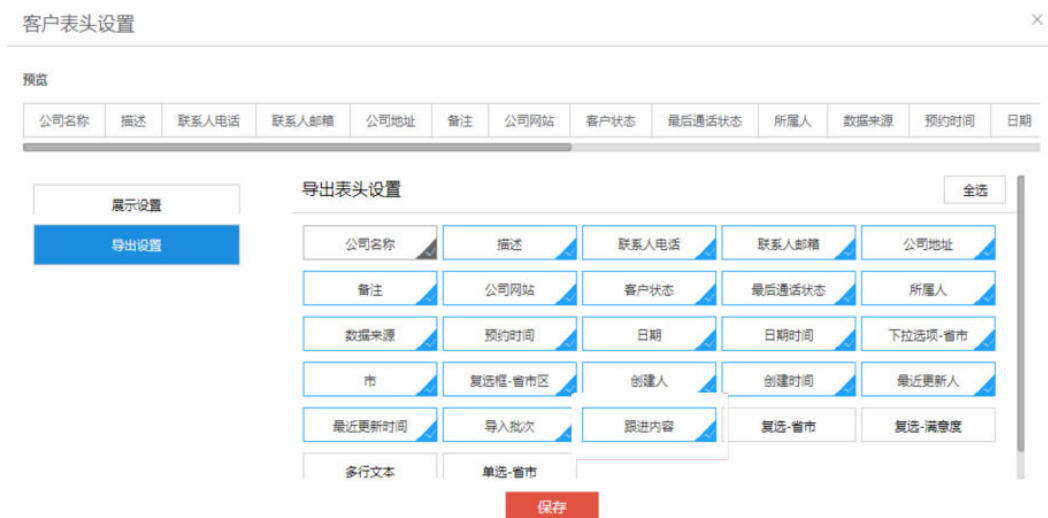 客户表头设置
预览
公司名称 描述 联系人电话 联系人邮箱 公司地址 备注 公司网站 客户状态 最后通话状态 所属人 数据来源 预约时间 日期
展示设置
导出设置
导出表头设置 全选
公司名称 描述 联系人电话 联系人邮箱 公司地址
备注 公司网站 客户状态 最后通话状态 所属人
数据来源 预约时间 日期 日期时间 下拉选项-省市
市 复选框-省市区 创建人 创建时间 最近更新人
最近更新时间 导入批次 跟进内容 复选-省市 复选-满意度
多行文本 单选-省市
保存